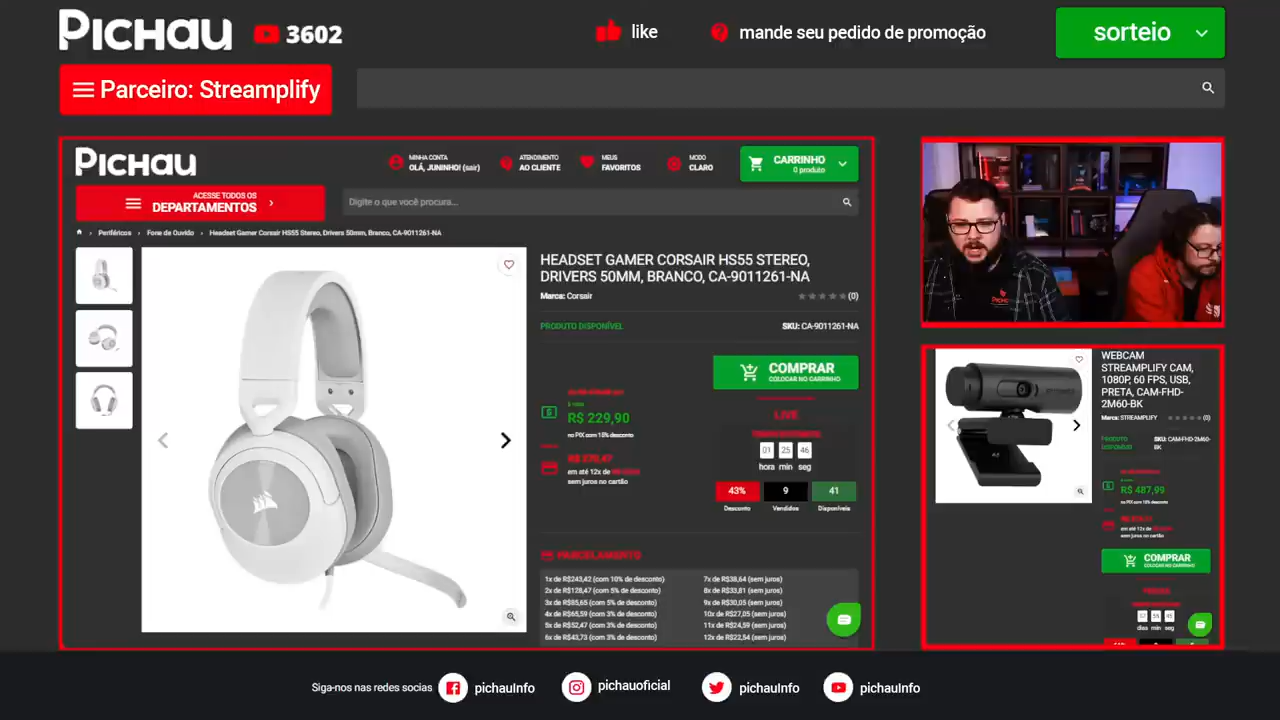 PICHAU
3602
like
mande seu pedido de promoção
sorteio
Parceiro: Streamplify
PICHAU
MINHA CONTA
OLÁ, JUNINHO! (sair)
ATENDIMENTO
AO CLIENTE
MEUS
FAVORITOS
MODO
CLARO
CARRINHO
0 produto
ACESSE TODOS OS
DEPARTAMENTOS
Digite o que você procura...
Periféricos
Fone de Ouvido
Headset Gamer Corsair HS55 Stereo, Drivers 50mm, Branco, CA-9011261-NA
HEADSET GAMER CORSAIR HS55 STEREO,
DRIVERS 50MM, BRANCO, CA-9011261-NA
Marca: Corsair
(0)
PRODUTO DISPONÍVEL
SKU: CA-9011261-NA
COMPRAR
COLOCAR NO CARRINHO
à vista
R$ 229,90
no PIX com 15% desconto
R$ 270,47
em até 12x de
sem juros no cartão
LIVE
01 25 46
hora min seg
43% 9 41
Desconto Vendidos Disponíveis
PARCELAMENTO
1x de R$243,42 (com 10% de desconto)
2x de R$128,47 (com 5% de desconto)
3x de R$85,65 (com 5% de desconto)
4x de R$65,59 (com 3% de desconto)
5x de R$52,47 (com 3% de desconto)
6x de R$43,73 (com 3% de desconto)
7x de R$38,64 (sem juros)
8x de R$33,81 (sem juros)
9x de R$30,05 (sem juros)
10x de R$27,05 (sem juros)
11x de R$24,59 (sem juros)
12x de R$22,54 (sem juros)
WEBCAM
STREAMPLIFY CAM,
1080P, 60 FPS, USB,
PRETA, CAM-FHD-
2M60-BK
Marca: STREAMPLIFY
(0)
PRODUTO
DISPONÍVEL
SKU: CAM-FHD-2M60-
BK
R$ 487,99
no PIX com 15% desconto
em até 12x de
sem juros no cartão
COMPRAR
COLOCAR NO CARRINHO
dias min seg
Siga-nos nas redes socias
pichauInfo
pichauoficial
pichauInfo
pichauInfo